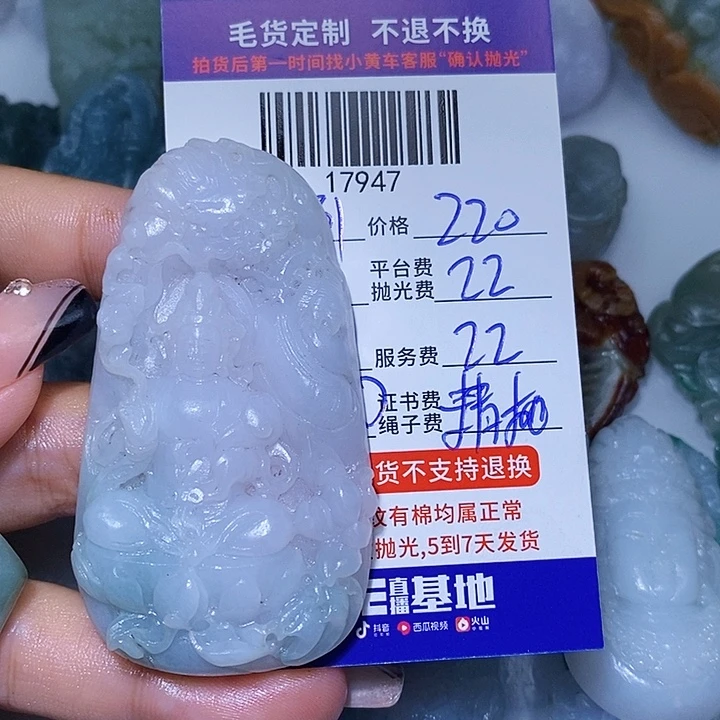 毛货定制 不退不换
拍货后第一时间找小黄车客服“确认抛光”
17947
价格 220
平台费
抛光费 22
服务费 22
证书费
绳子费 精抛
货不支持退换
纹有棉均属正常
抛光,5到7天发货
直播基地
抖音 西瓜视频 火山